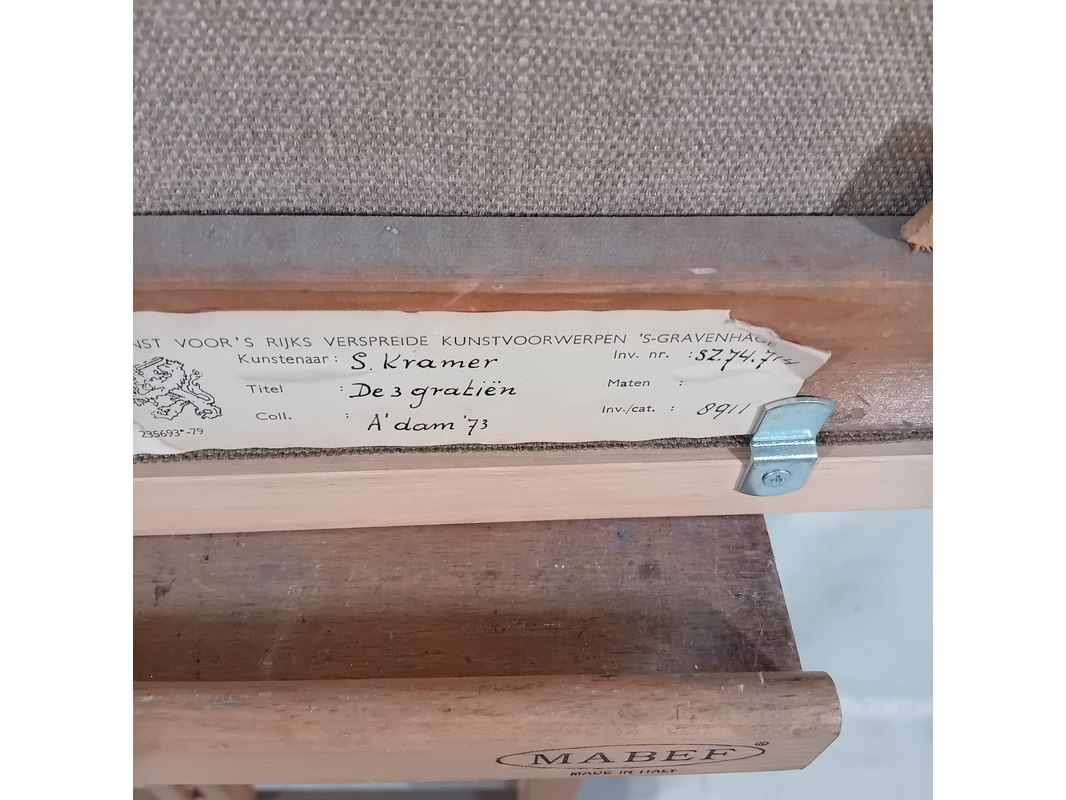 NST VOOR'S RIJKS VERSPREIDE KUNSTVOORWERPEN 'S-GRAVENHAGE
Kunstenaar : S. Kramer
Inv. nr. :
Titel : De 3 gratiën
Maten :
Coll. : A'dam '73
Inv./cat. : 8911
235693*-79
MABEF®
MADE IN ITALY